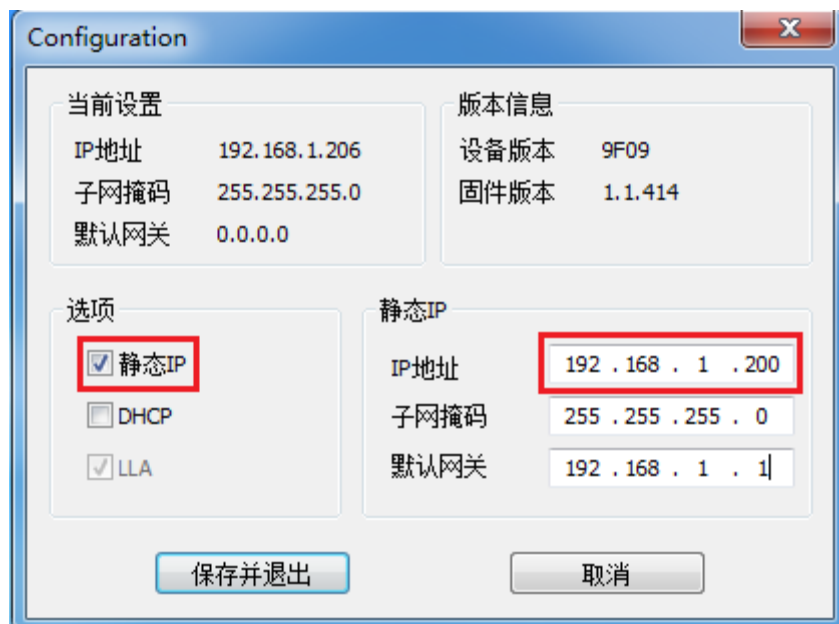 Configuration
当前设置
IP地址 192.168.1.206
子网掩码 255.255.255.0
默认网关 0.0.0.0
版本信息
设备版本 9F09
固件版本 1.1.414
选项
静态IP
DHCP
LLA
静态IP
IP地址 192 . 168 . 1 . 200
子网掩码 255 . 255 . 255 . 0
默认网关 192 . 168 . 1 . 1
保存并退出
取消